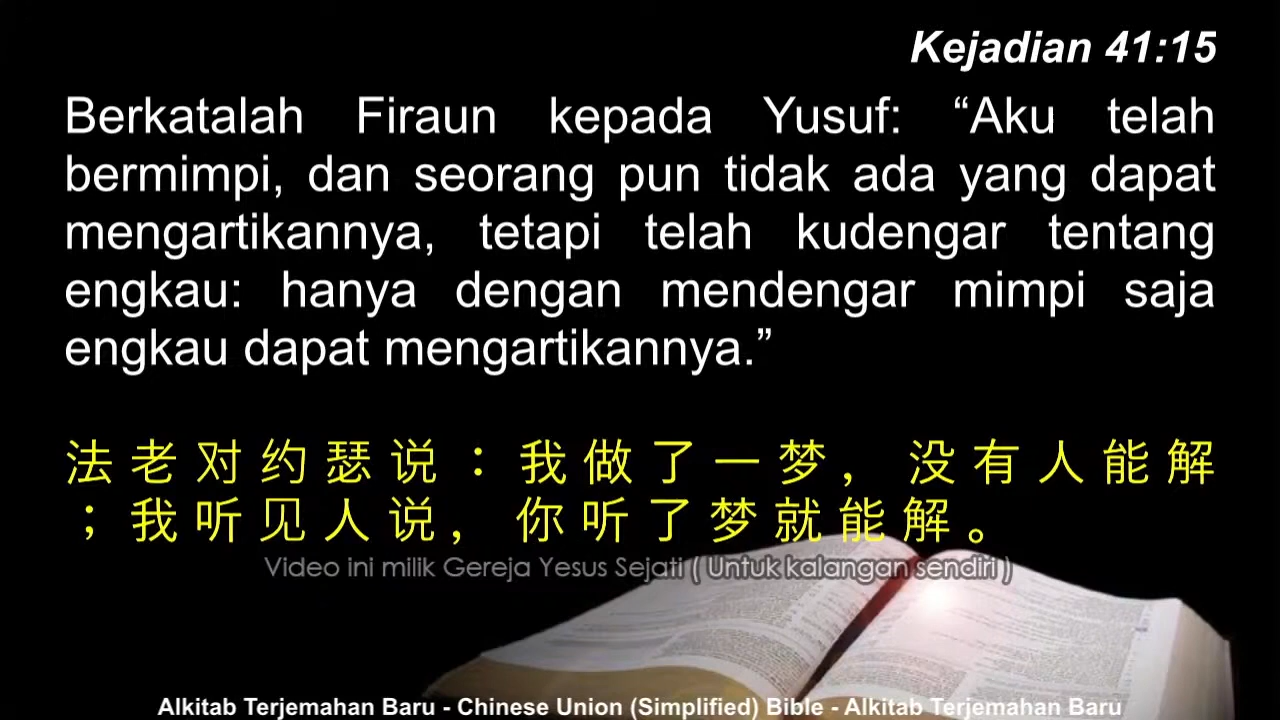 Kejadian 41:15
Berkatalah Firaun kepada Yusuf: “Aku telah
bermimpi, dan seorang pun tidak ada yang dapat
mengartikannya, tetapi telah kudengar tentang
engkau: hanya dengan mendengar mimpi saja
engkau dapat mengartikannya.”
法老对约瑟说：我做了一梦，没有人能解
；我听见人说，你听了梦就能解。
Video ini milik Gereja Yesus Sejati ( Untuk kalangan sendiri )
Alkitab Terjemahan Baru - Chinese Union (Simplified) Bible - Alkitab Terjemahan Baru